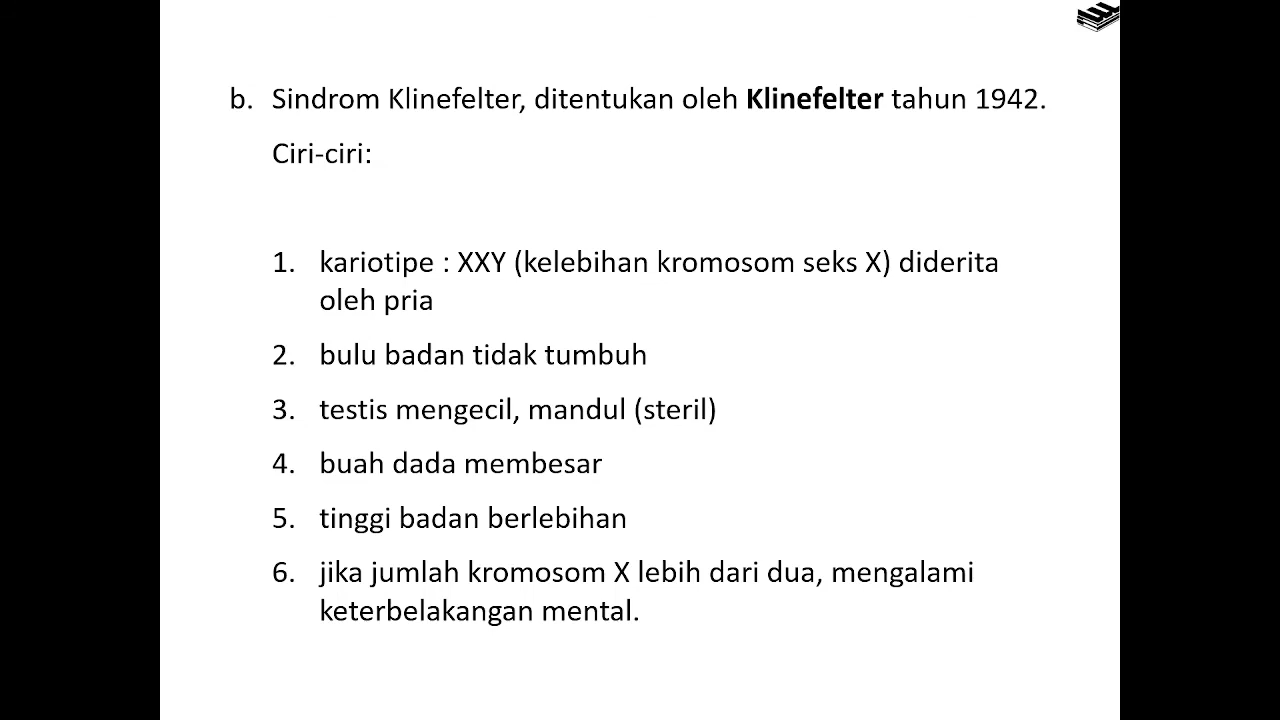 b. Sindrom Klinefelter, ditentukan oleh Klinefelter tahun 1942.
Ciri-ciri:
1. kariotipe : XXY (kelebihan kromosom seks X) diderita
oleh pria
2. bulu badan tidak tumbuh
3. testis mengecil, mandul (steril)
4. buah dada membesar
5. tinggi badan berlebihan
6. jika jumlah kromosom X lebih dari dua, mengalami
keterbelakangan mental.